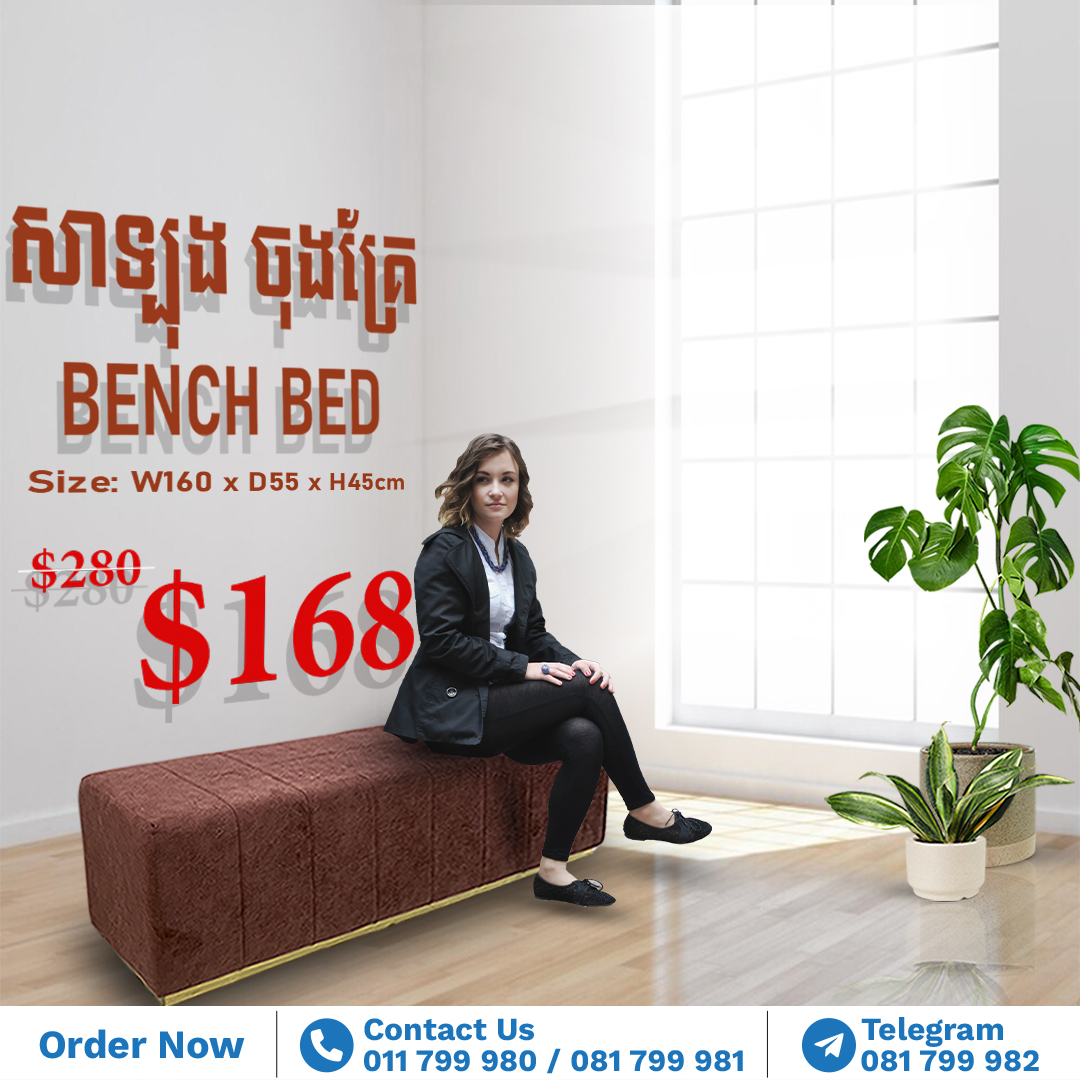 សាឡុង ចុងគ្រែ
BENCH BED
Size: W160 x D55 x H45cm
$280
$168
Order Now
Contact Us
011 799 980 / 081 799 981
Telegram
081 799 982